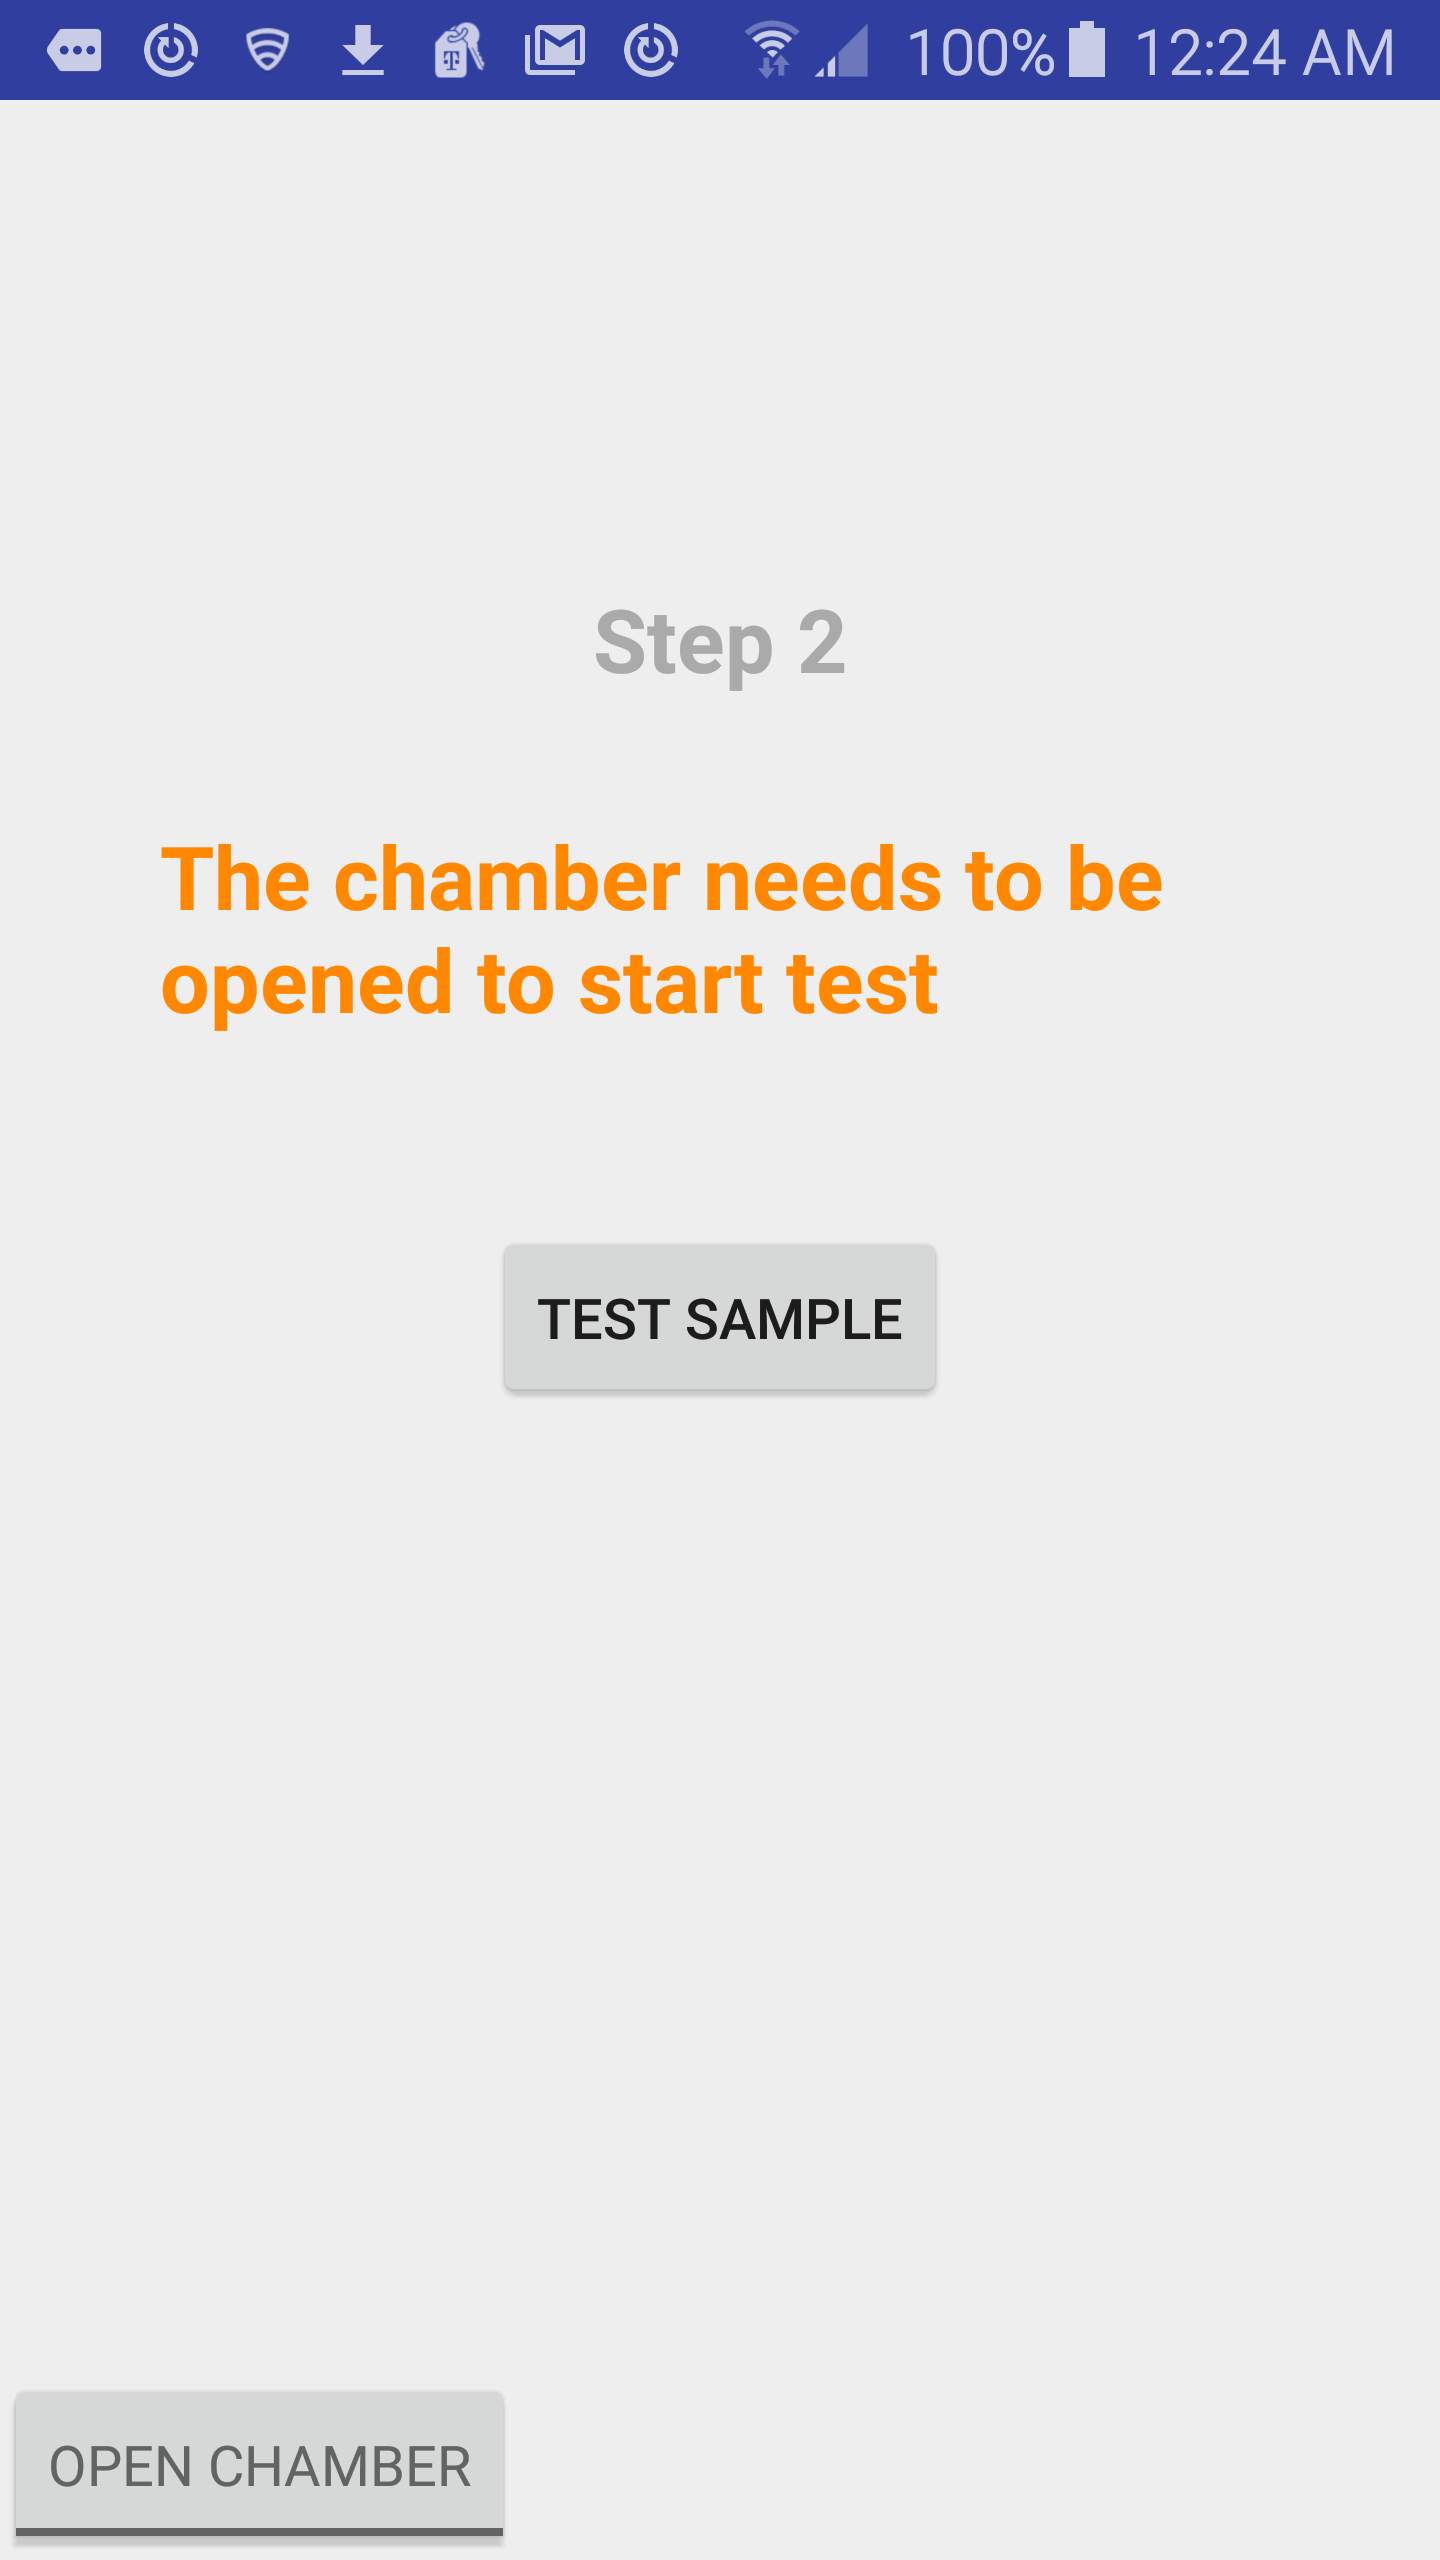 100% 12:24 AM
Step 2
The chamber needs to be
opened to start test
TEST SAMPLE
OPEN CHAMBER